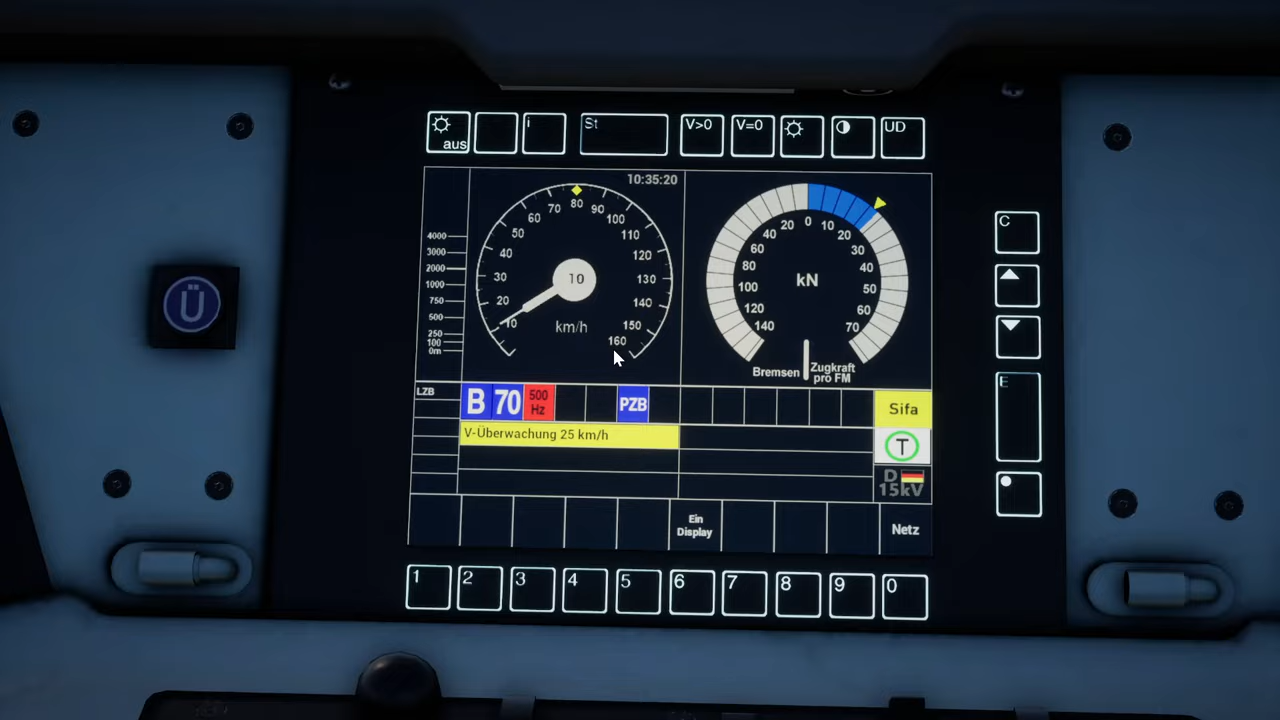 aus
i
St
V>0
V=0
UD
10:35:20
4000
3000
2000
1000
750
500
250
100
0m
10
20
30
40
50
60
70
80
90
100
110
120
130
140
150
160
10
km/h
140
120
100
80
60
40
20
0
10
20
30
40
50
60
70
kN
Bremsen
Zugkraft
pro FM
C
E
Ü
LZB
B 70 500 Hz PZB
Sifa
V-Überwachung 25 km/h
T
D
15kV
Ein
Display
Netz
1 2 3 4 5 6 7 8 9 0